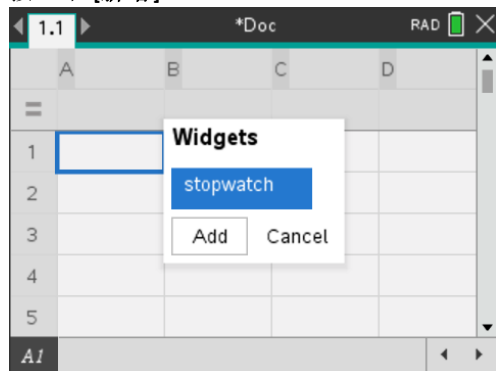 1.1
*Doc
RAD
A B C D
=
1
Widgets
2
stopwatch
3
Add Cancel
4
5
A1